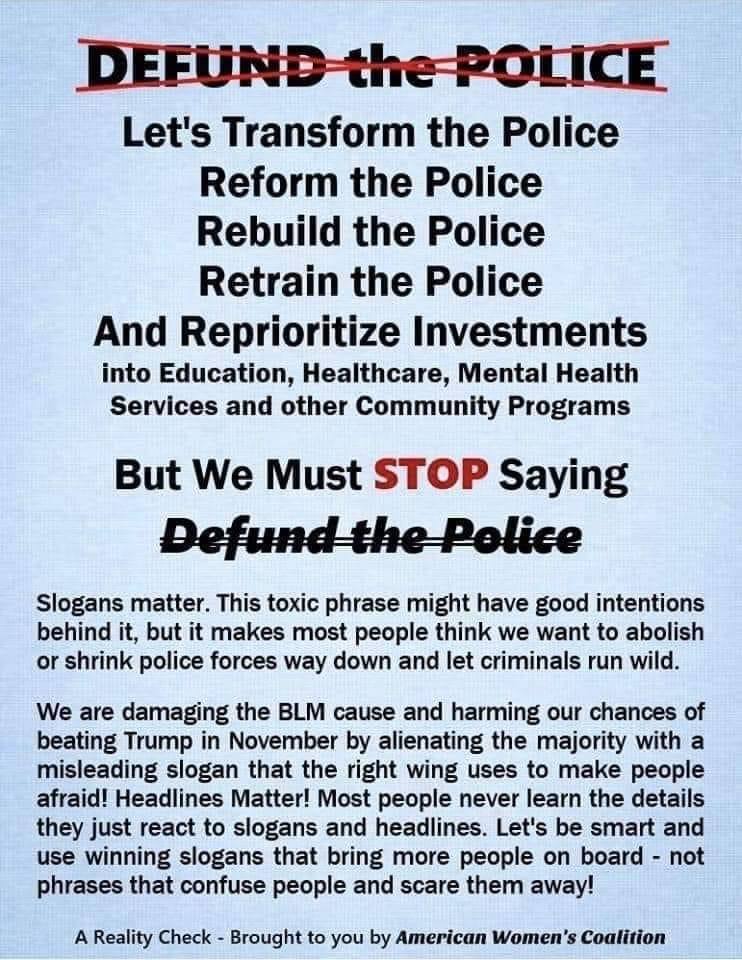 DEFUND the POLICE
Let's Transform the Police
Reform the Police
Rebuild the Police
Retrain the Police
And Reprioritize Investments
into Education, Healthcare, Mental Health
Services and other Community Programs
But We Must STOP Saying
Defund the Police
Slogans matter. This toxic phrase might have good intentions
behind it, but it makes most people think we want to abolish
or shrink police forces way down and let criminals run wild.
We are damaging the BLM cause and harming our chances of
beating Trump in November by alienating the majority with a
misleading slogan that the right wing uses to make people
afraid! Headlines Matter! Most people never learn the details
they just react to slogans and headlines. Let's be smart and
use winning slogans that bring more people on board - not
phrases that confuse people and scare them away!
A Reality Check - Brought to you by American Women's Coalition